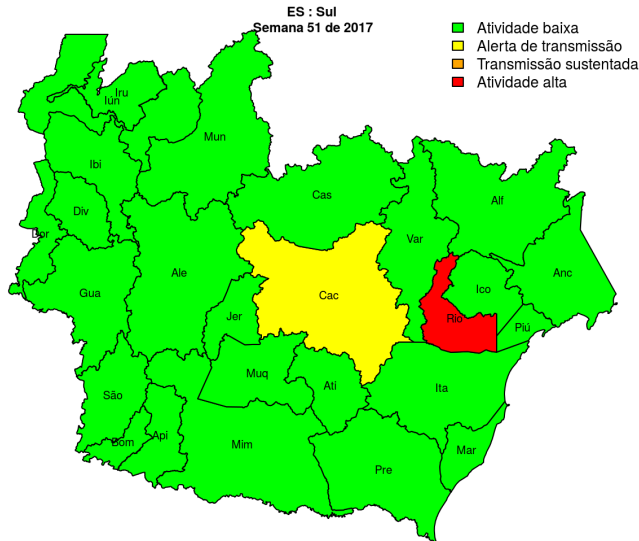 ES : Sul
Semana 51 de 2017
Atividade baixa
Alerta de transmissão
Transmissão sustentada
Atividade alta
Iru
Iún
Mun
Ibi
Cas
Alf
Div
Dor
Var
Ale
Anc
Gua
Cac
Ico
Jer
Rio
Piú
Muq
Ati
Ita
São
Api
Bom
Mim
Mar
Pre